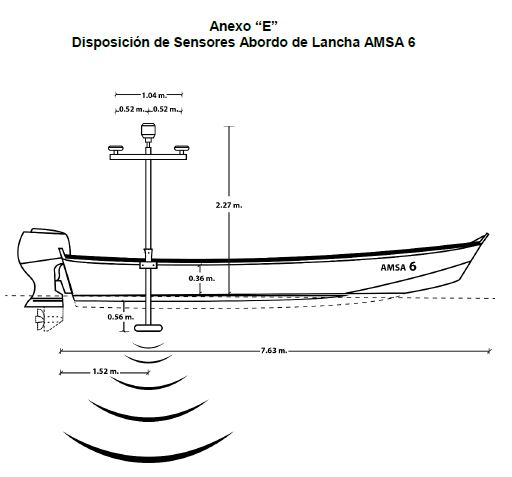 Anexo “E”
Disposición de Sensores Abordo de Lancha AMSA 6
1.04 m.
0.52 m. 0.52 m.
2.27 m.
AMSA 6
0.36 m.
0.56 m.
7.63 m.
1.52 m.